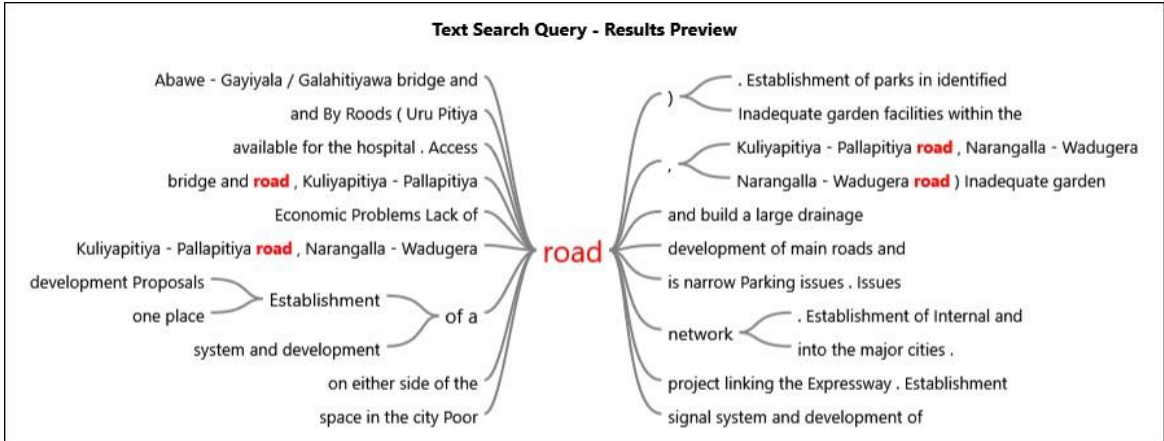 Text Search Query - Results Preview
Abawe - Gayiyala / Galahitiyawa bridge and
and By Roods ( Uru Pitiya
available for the hospital . Access
bridge and road , Kuliyapitiya - Pallapitiya
Economic Problems Lack of
Kuliyapitiya - Pallapitiya road , Narangalla - Wadugera
development Proposals
one place
Establishment
system and development
of a
on either side of the
space in the city Poor
road
)
. Establishment of parks in identified
Inadequate garden facilities within the
,
Kuliyapitiya - Pallapitiya road , Narangalla - Wadugera
Narangalla - Wadugera road ) Inadequate garden
and build a large drainage
development of main roads and
is narrow Parking issues . Issues
network
. Establishment of Internal and
into the major cities .
project linking the Expressway . Establishment
signal system and development of